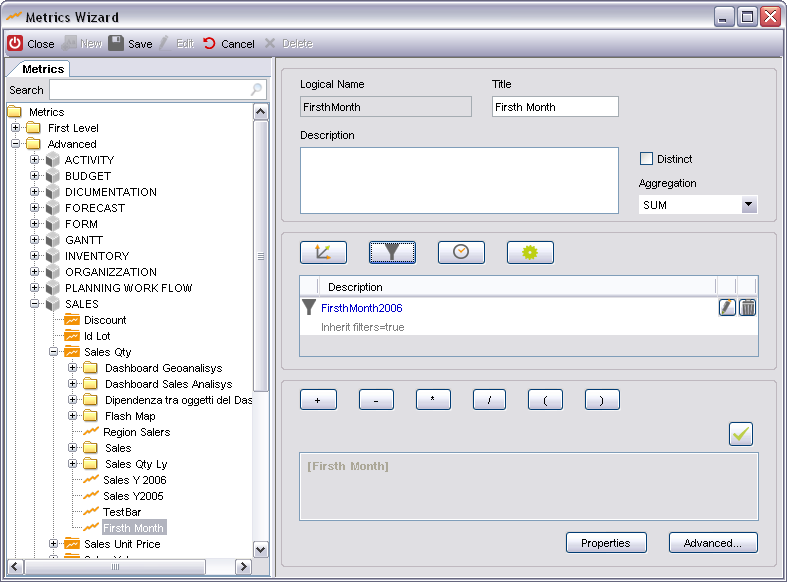 Metrics Wizard
Close New Save Edit Cancel Delete
Metrics
Search
Metrics
First Level
Advanced
ACTIVITY
BUDGET
DICUMENTATION
FORECAST
FORM
GANTT
INVENTORY
ORGANIZZATION
PLANNING WORK FLOW
SALES
Discount
Id Lot
Sales Qty
Dashboard Geoanalisys
Dashboard Sales Analisys
Dipendenza tra oggetti del Das
Flash Map
Region Salers
Sales
Sales Qty Ly
Sales Y 2006
Sales Y2005
TestBar
Firsth Month
Sales Unit Price
Logical Name
Title
FirsthMonth
Firsth Month
Description
Distinct
Aggregation
SUM
Description
FirsthMonth2006
Inherit filters=true
+ - * / ( )
[Firsth Month]
Properties
Advanced...